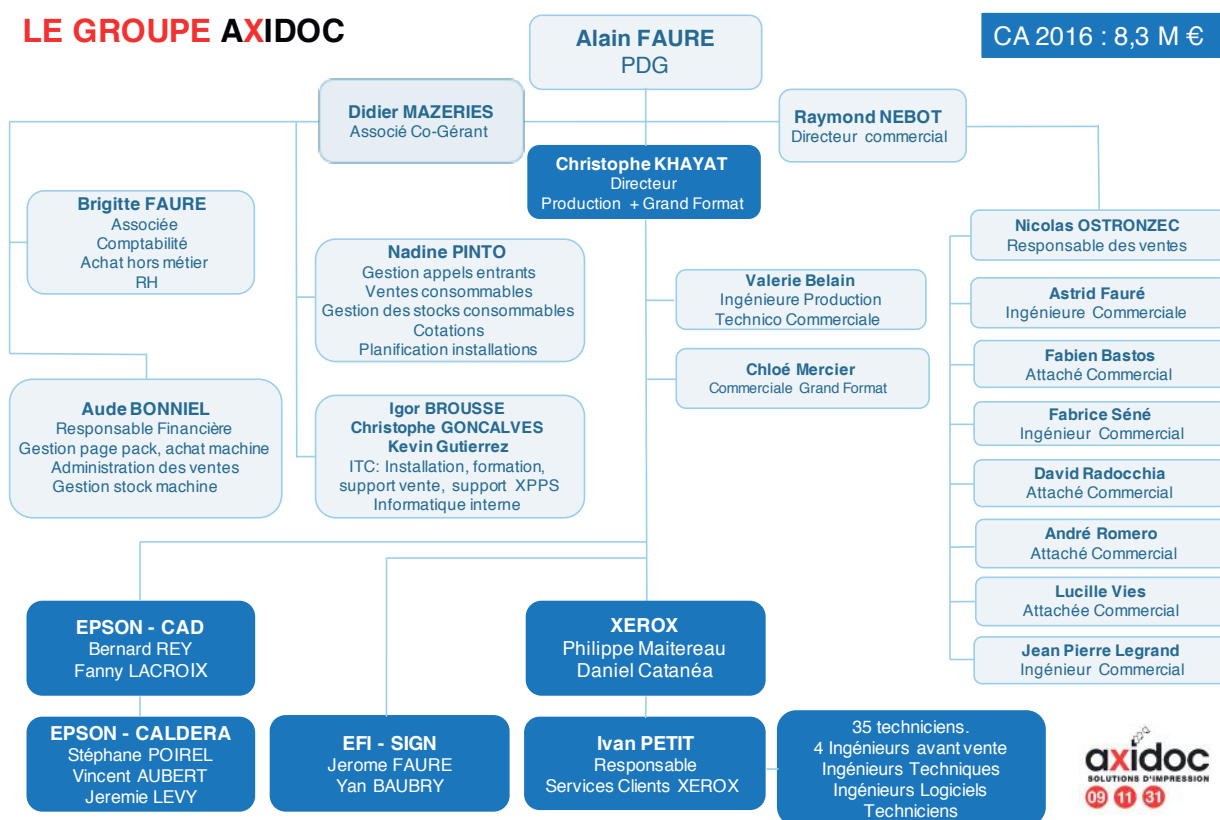 LE GROUPE AXIDOC
Alain FAURE
PDG
CA 2016 : 8,3 M €
Didier MAZERIES
Associé Co-Gérant
Raymond NEBOT
Directeur commercial
Christophe KHAYAT
Directeur
Production + Grand Format
Brigitte FAURE
Associée
Comptabilité
Achat hors métier
RH
Nadine PINTO
Gestion appels entrants
Ventes consommables
Gestion des stocks consommables
Cotations
Planification installations
Aude BONNIEL
Responsable Financière
Gestion page pack, achat machine
Administration des ventes
Gestion stock machine
Igor BROUSSE
Christophe GONCALVES
Kevin Gutierrez
ITC: Installation, formation,
support vente, support XPPS
Informatique interne
Valerie Belain
Ingénieure Production
Technico Commerciale
Chloé Mercier
Commerciale Grand Format
Nicolas OSTRONZEC
Responsable des ventes
Astrid Fauré
Ingénieure Commerciale
Fabien Bastos
Attaché Commercial
Fabrice Séné
Ingénieur Commercial
David Radocchia
Attaché Commercial
André Romero
Attaché Commercial
Lucille Vies
Attachée Commercial
Jean Pierre Legrand
Ingénieur Commercial
EPSON - CAD
Bernard REY
Fanny LACROIX
XEROX
Philippe Maitereau
Daniel Catanéa
EPSON - CALDERA
Stéphane POIREL
Vincent AUBERT
Jeremie LEVY
EFI - SIGN
Jerome FAURE
Yan BAUBRY
Ivan PETIT
Responsable
Services Clients XEROX
35 techniciens.
4 Ingénieurs avant vente
Ingénieurs Techniques
Ingénieurs Logiciels
Techniciens
axidoc
SOLUTIONS D'IMPRESSION
09 11 31